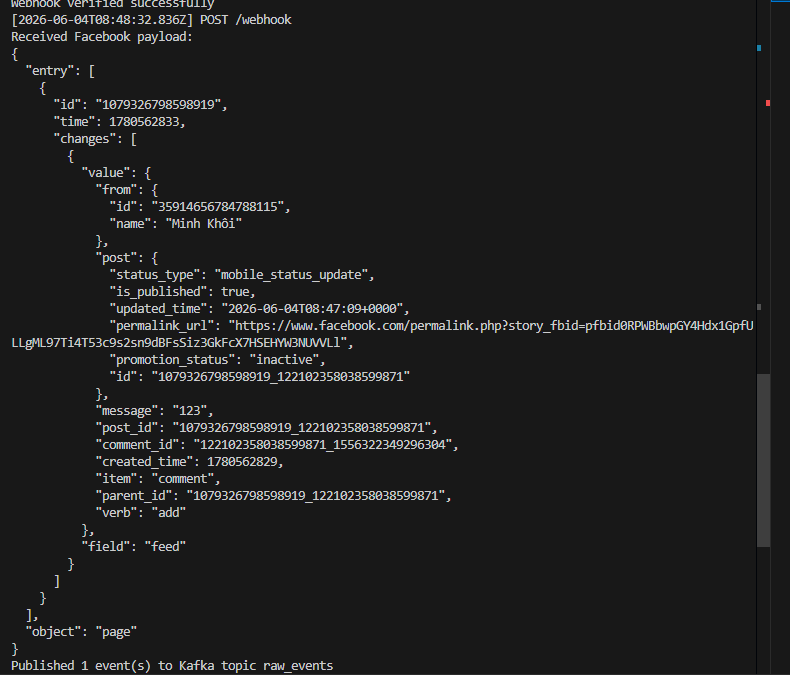 Webhook verified successfully
[2026-06-04T08:48:32.836Z] POST /webhook
Received Facebook payload:
{
  "entry": [
    {
      "id": "1079326798598919",
      "time": 1780562833,
      "changes": [
        {
          "value": {
            "from": {
              "id": "35914656784788115",
              "name": "Minh Khôi"
            },
            "post": {
              "status_type": "mobile_status_update",
              "is_published": true,
              "updated_time": "2026-06-04T08:47:09+0000",
              "permalink_url": "https://www.facebook.com/permalink.php?story_fbid=pfbid0RPWBbwpGY4Hdx1GpfU
LLgML97Ti4T53c9s2sn9dBFsSiz3GkFcX7HSEHYW3NUVVLl",
              "promotion_status": "inactive",
              "id": "1079326798598919_122102358038599871"
            },
            "message": "123",
            "post_id": "1079326798598919_122102358038599871",
            "comment_id": "122102358038599871_1556322349296304",
            "created_time": 1780562829,
            "item": "comment",
            "parent_id": "1079326798598919_122102358038599871",
            "verb": "add"
          },
          "field": "feed"
        }
      ]
    }
  ],
  "object": "page"
}
Published 1 event(s) to Kafka topic raw_events